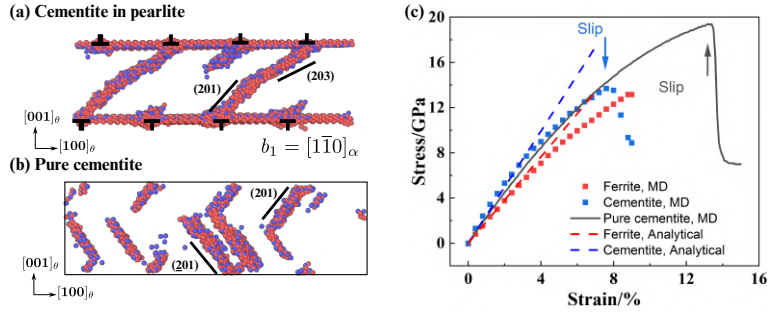 (a) Cementite in pearlite
(201)
(203)
[001]θ
[100]θ
b₁ = [11̅0]α
(b) Pure cementite
(201)
(2̲01)
[001]θ
[100]θ
(c)
Slip
Slip
Stress/GPa
20
16
12
8
4
0
Ferrite, MD
Cementite, MD
Pure cementite, MD
Ferrite, Analytical
Cementite, Analytical
0
4
8
12
16
Strain/%